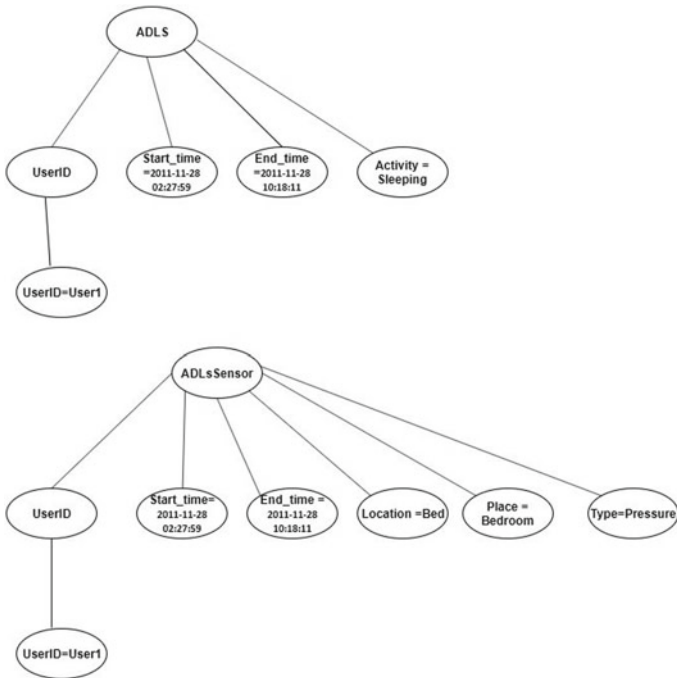 ADLS
UserID
Start_time
=2011-11-28
02:27:59
End_time
=2011-11-28
10:18:11
Activity =
Sleeping
UserID=User1
ADLsSensor
UserID
Start_time=
2011-11-28
02:27:59
End_time =
2011-11-28
10:18:11
Location =Bed
Place =
Bedroom
Type=Pressure
UserID=User1